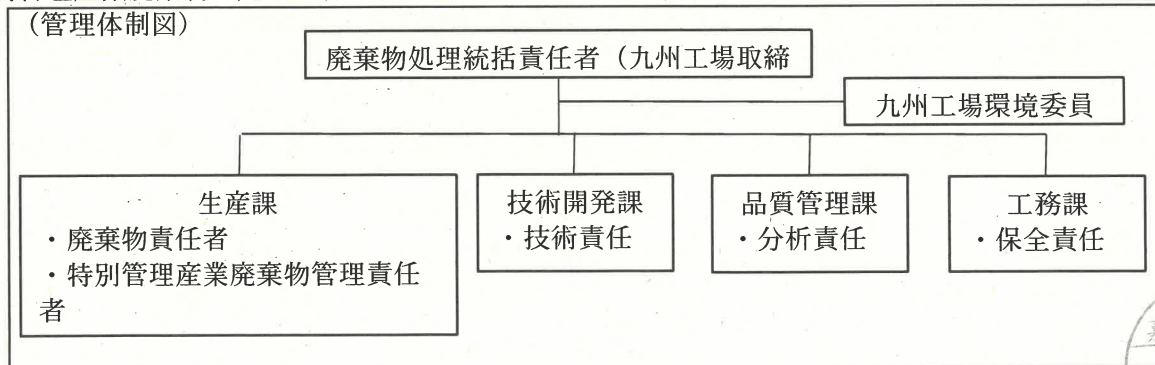 （管理体制図）
廃棄物処理統括責任者（九州工場取締
九州工場環境委員
生産課
・廃棄物責任者
・特別管理産業廃棄物管理責任
者
技術開発課
・技術責任
品質管理課
・分析責任
工務課
・保全責任